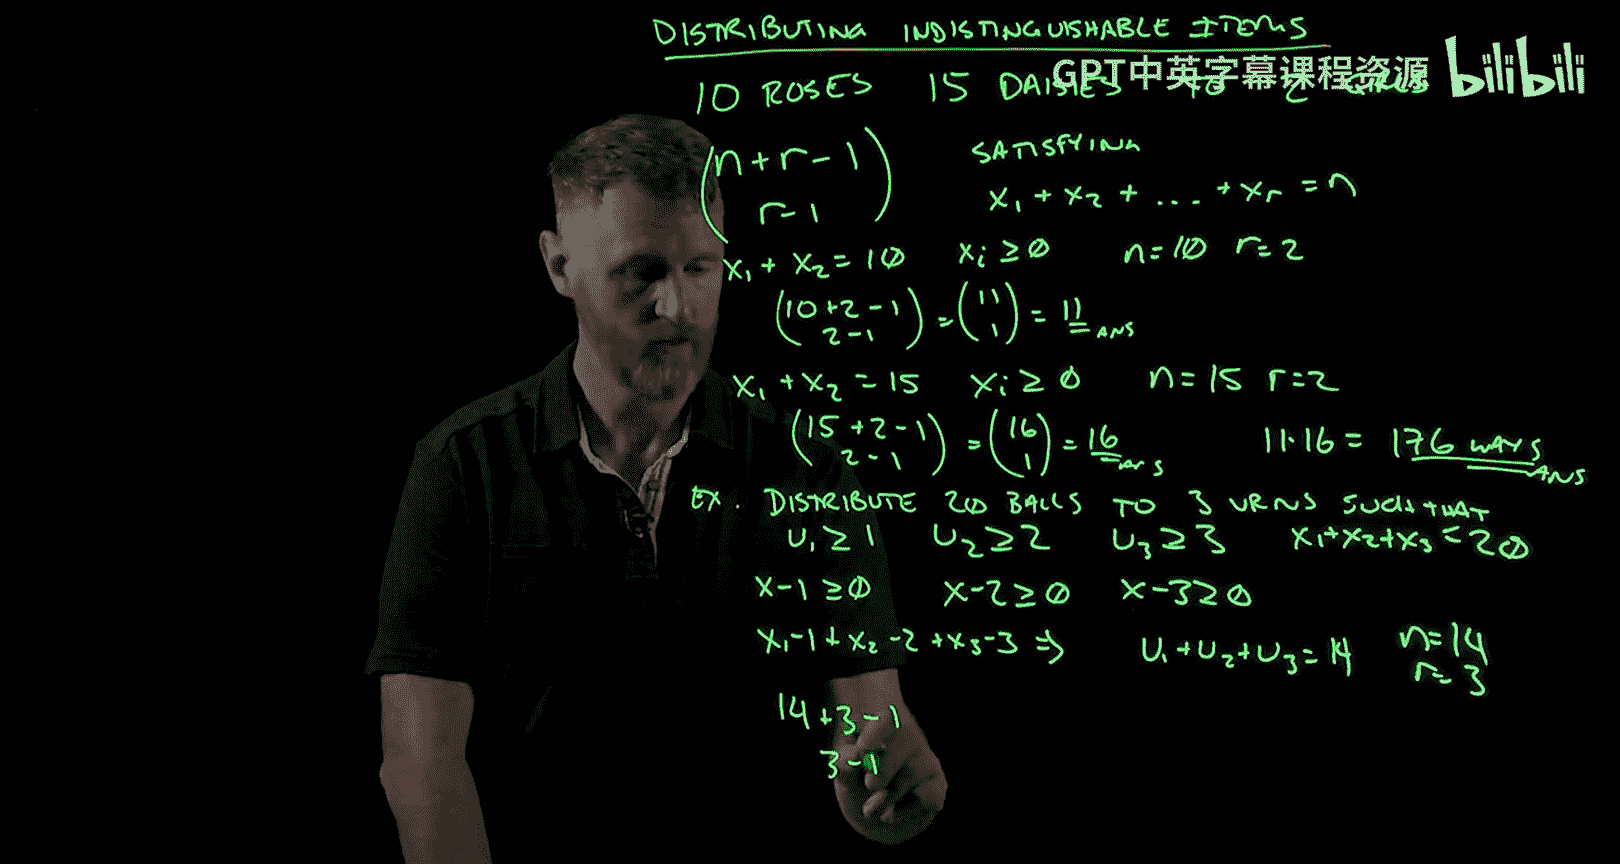 DISTRIBUTING INDISTINGUISHABLE ITEMS
GPT中英字幕课程资源 bilibili
10 ROSES 15 DAISIES TO 2 GIRLS
(n+r-1
r-1) SATISFYING
x₁ + x₂ + ... + xᵣ = n
x₁ + x₂ = 10 xᵢ ≥ 0 n=10 r=2
(10+2-1
2-1) = (11
1) = 11 ANS
x₁ + x₂ = 15 xᵢ ≥ 0 n=15 r=2
(15+2-1
2-1) = (16
1) = 16 ANS 11·16 = 176 WAYS ANS
EX. DISTRIBUTE 20 BALLS TO 3 URNS SUCH THAT
U₁ ≥ 1 U₂ ≥ 2 U₃ ≥ 3 x₁+x₂+x₃ = 20
x-1 ≥ 0 x-2 ≥ 0 x-3 ≥ 0
x₁-1 + x₂-2 + x₃-3 ⇒ U₁+U₂+U₃ = 14 n=14
r=3
14+3-1
3-1